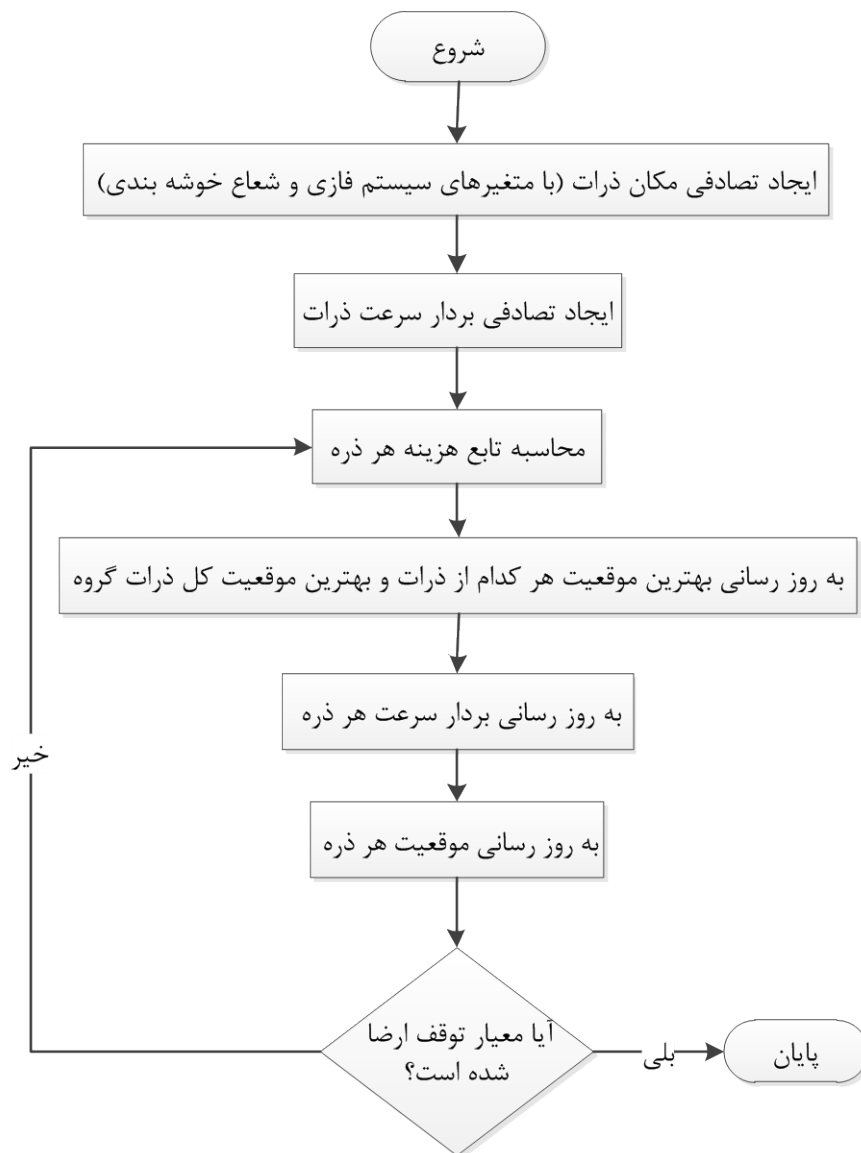 شروع
ایجاد تصادفی مکان ذرات (با متغیرهای سیستم فازی و شعاع خوشه بندی)
ایجاد تصادفی بردار سرعت ذرات
محاسبه تابع هزینه هر ذره
به روز رسانی بهترین موقعیت هر کدام از ذرات و بهترین موقعیت کل ذرات گروه
به روز رسانی بردار سرعت هر ذره
به روز رسانی موقعیت هر ذره
آیا معیار توقف ارضا
شده است؟
بلی
پایان
خیر